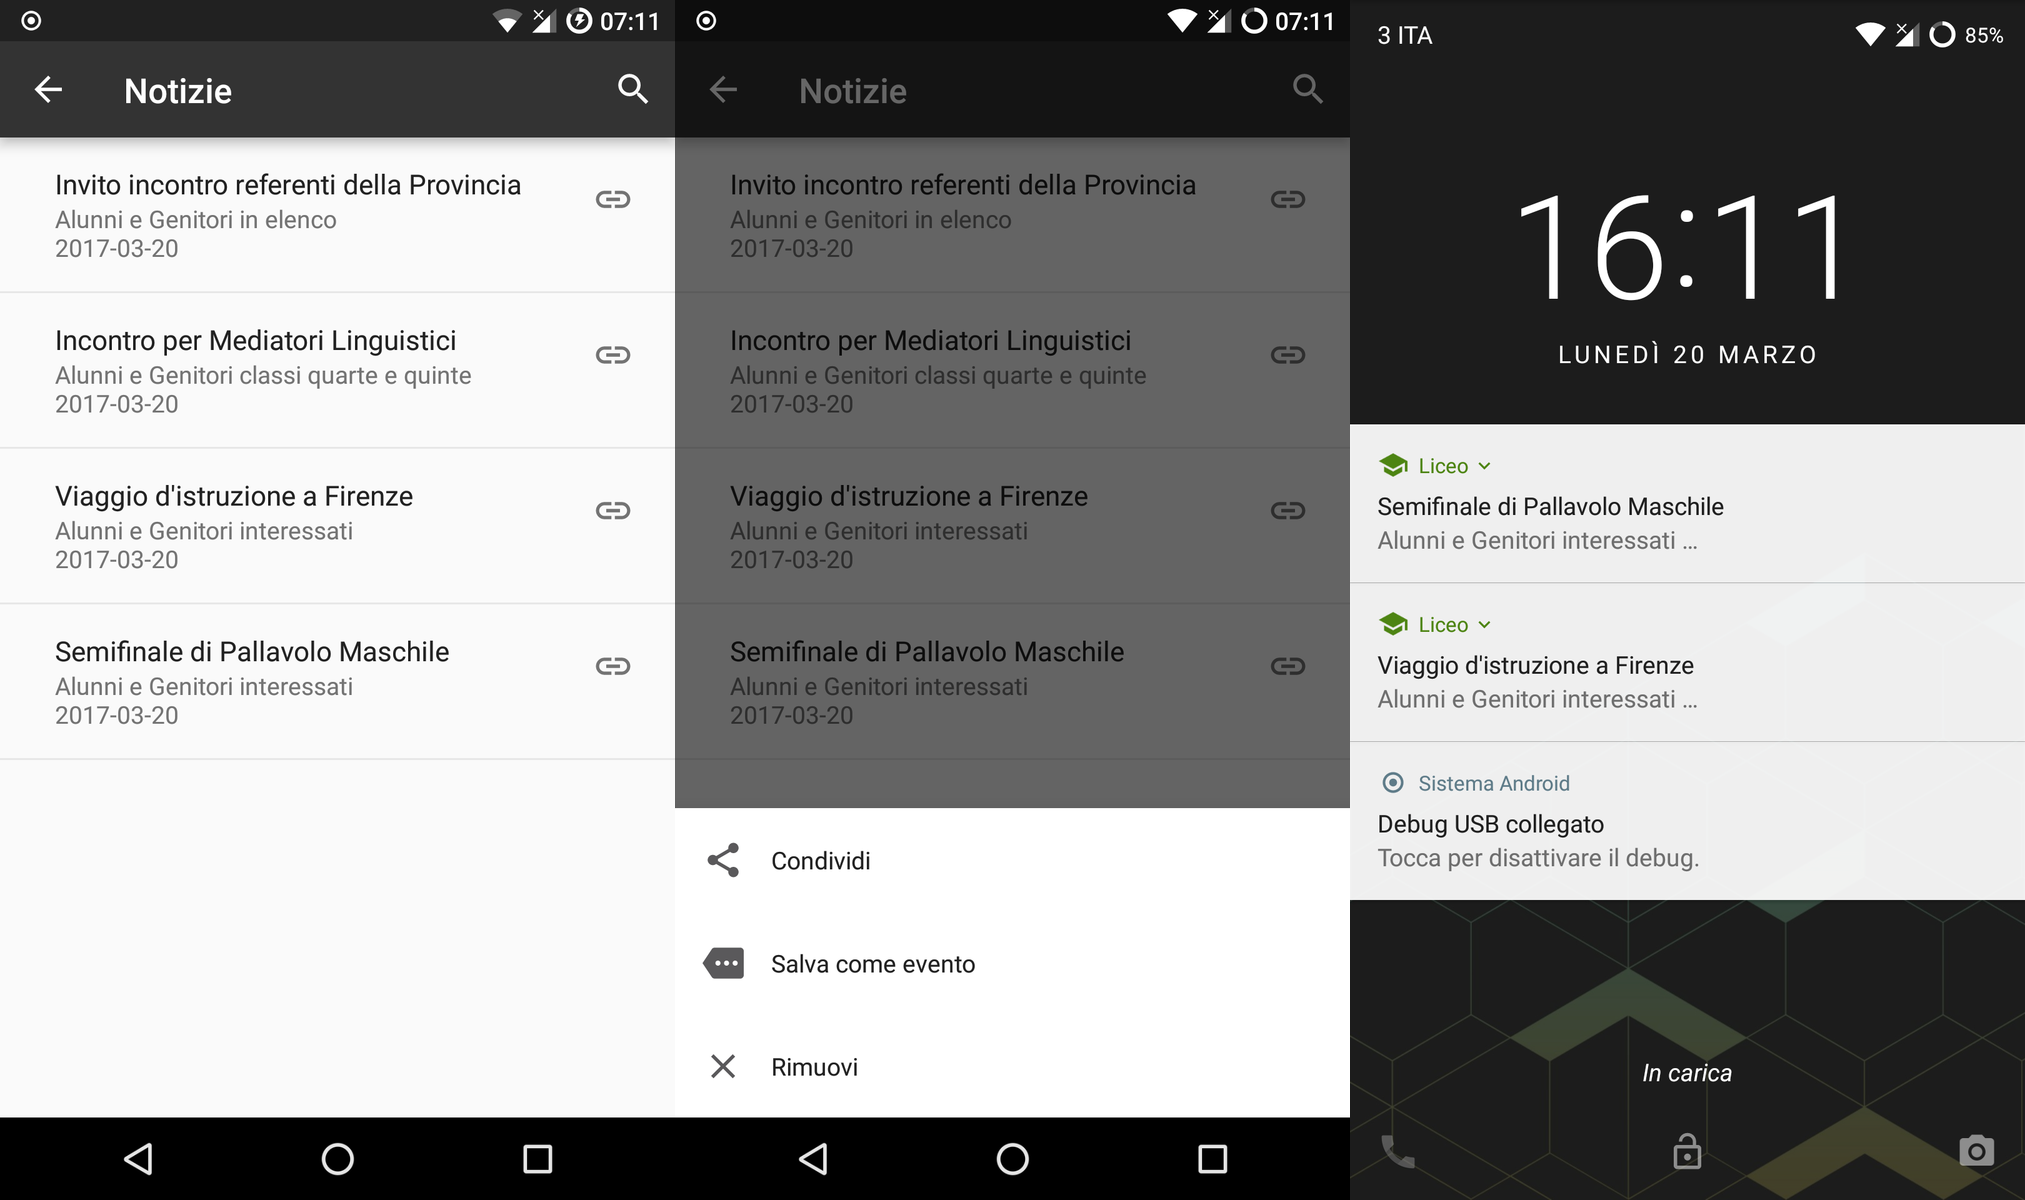 07:11
Notizie
Invito incontro referenti della Provincia
Alunni e Genitori in elenco
2017-03-20
Incontro per Mediatori Linguistici
Alunni e Genitori classi quarte e quinte
2017-03-20
Viaggio d'istruzione a Firenze
Alunni e Genitori interessati
2017-03-20
Semifinale di Pallavolo Maschile
Alunni e Genitori interessati
2017-03-20
07:11
Notizie
Invito incontro referenti della Provincia
Alunni e Genitori in elenco
2017-03-20
Incontro per Mediatori Linguistici
Alunni e Genitori classi quarte e quinte
2017-03-20
Viaggio d'istruzione a Firenze
Alunni e Genitori interessati
2017-03-20
Semifinale di Pallavolo Maschile
Alunni e Genitori interessati
2017-03-20
Condividi
Salva come evento
Rimuovi
3 ITA 85%
16:11
LUNEDÌ 20 MARZO
Liceo
Semifinale di Pallavolo Maschile
Alunni e Genitori interessati ...
Liceo
Viaggio d'istruzione a Firenze
Alunni e Genitori interessati ...
Sistema Android
Debug USB collegato
Tocca per disattivare il debug.
In carica